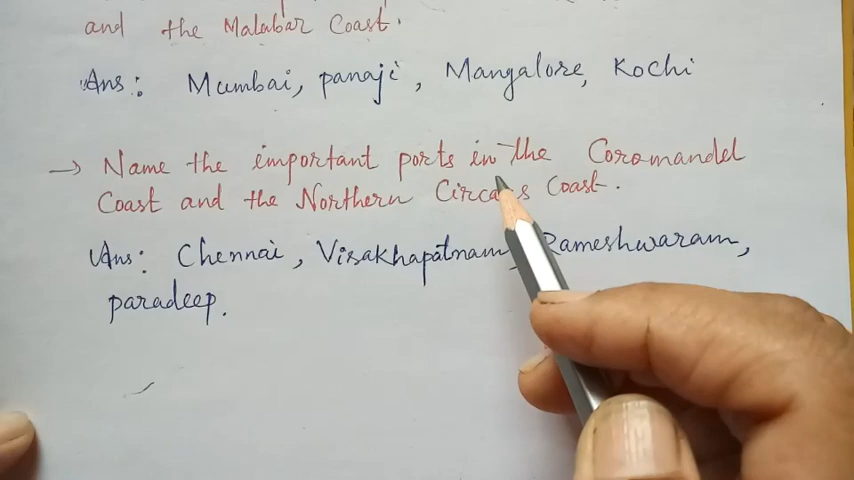 and the Malabar Coast.
Ans: Mumbai, panaji, Mangalore, Kochi
→ Name the important ports in the Coromandel
Coast and the Northern Circars Coast.
Ans: Chennai, Visakhapatnam, Rameshwaram,
paradeep.